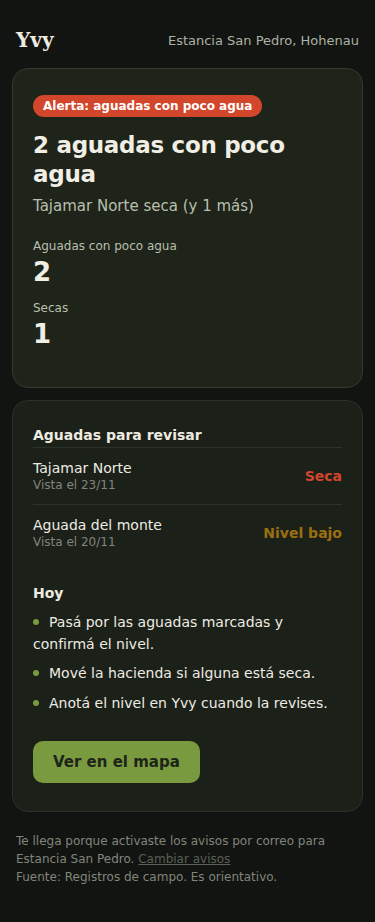 Yvy
Estancia San Pedro, Hohenau
Alerta: aguadas con poco agua
2 aguadas con poco
agua
Tajamar Norte seca (y 1 más)
Aguadas con poco agua
2
Secas
1
Aguadas para revisar
Tajamar Norte
Vista el 23/11
Seca
Aguada del monte
Vista el 20/11
Nivel bajo
Hoy
• Pasá por las aguadas marcadas y
confirmá el nivel.
• Mové la hacienda si alguna está seca.
• Anotá el nivel en Yvy cuando la revises.
Ver en el mapa
Te llega porque activaste los avisos por correo para
Estancia San Pedro. Cambiar avisos
Fuente: Registros de campo. Es orientativo.